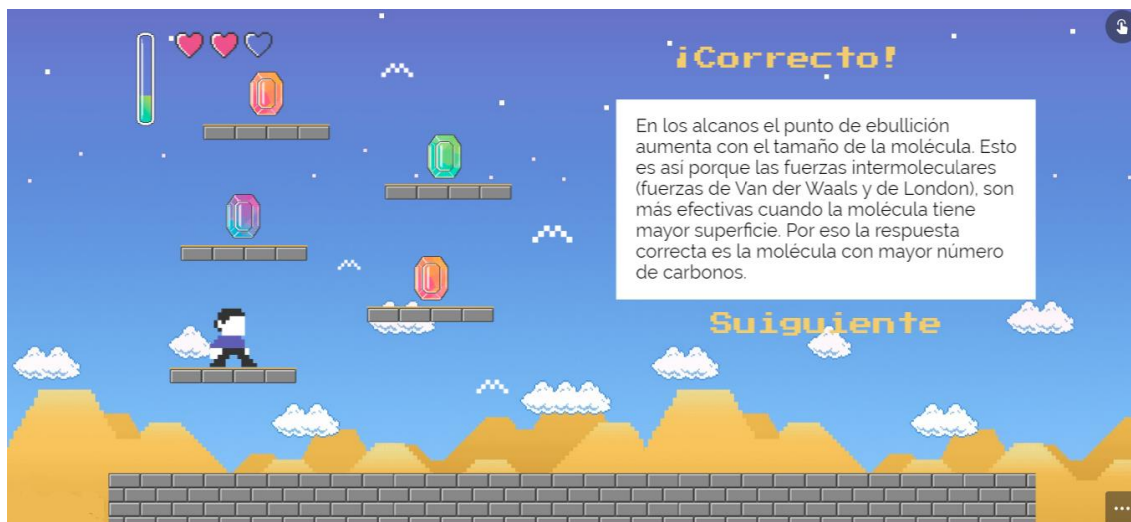 ¡Correcto!
En los alcanos el punto de ebullición
aumenta con el tamaño de la molécula. Esto
es así porque las fuerzas intermoleculares
(fuerzas de Van der Waals y de London), son
más efectivas cuando la molécula tiene
mayor superficie. Por eso la respuesta
correcta es la molécula con mayor número
de carbonos.
Suiguiente